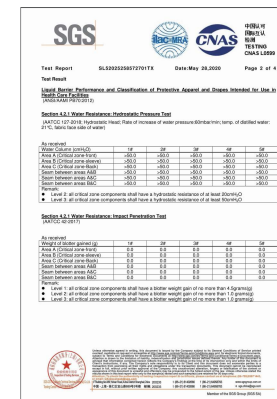 SGS
ilac-MRA
CNAS
中国认可
国际互认
检测
TESTING
CNAS L0599
Test Report SL52025258572701TX Date:May 28,2020 Page 2 of 4
Test Result
Liquid Barrier Performance and Classification of Protective Apparel and Drapes Intended for Use in
Health Care Facilities
(ANSI/AAMI PB70:2012)
Section 4.2.1 Water Resistance: Hydrostatic Pressure Test
(AATCC 127-2018; Hydrostatic Head; Rate of increase of water pressure:60mbar/min; temp. of distilled water:
21°C, fabric face side of water)
As received
Water Column (cmH₂O) 1# 2# 3# 4# 5#
Area A (Critical zone-front) >50.0 >50.0 >50.0 >50.0 >50.0
Area B (Critical zone-sleeve) >50.0 >50.0 >50.0 >50.0 >50.0
Area C (Critical zone-Back) >50.0 >50.0 >50.0 >50.0 >50.0
Seam between areas A&B >50.0 >50.0 >50.0 >50.0 >50.0
Seam between areas A&C >50.0 >50.0 >50.0 >50.0 >50.0
Seam between areas B&C >50.0 >50.0 >50.0 >50.0 >50.0
Remark:
● Level 2: all critical zone components shall have a hydrostatic resistance of at least 20cmH₂O
● Level 3: all critical zone components shall have a hydrostatic resistance of at least 50cmH₂O
Section 4.2.1 Water Resistance: Impact Penetration Test
(AATCC 42-2017)
As received
Weight of blotter gained (g) 1# 2# 3# 4# 5#
Area A (Critical zone-front) 0.0 0.0 0.0 0.0 0.0
Area B (Critical zone-sleeve) 0.0 0.0 0.0 0.0 0.0
Area C (Critical zone-Back) 0.0 0.0 0.0 0.0 0.0
Seam between areas A&B 0.0 0.0 0.0 0.0 0.0
Seam between areas A&C 0.0 0.0 0.0 0.0 0.0
Seam between areas B&C 0.0 0.0 0.0 0.0 0.0
Remark:
● Level 1: all critical zone components shall have a blotter weight gain of no more than 4.5grams(g)
● Level 2: all critical zone components shall have a blotter weight gain of no more than 1.0 grams(g)
● Level 3: all critical zone components shall have a blotter weight gain of no more than 1.0 grams(g)
Member of the SGS Group (SGS SA)